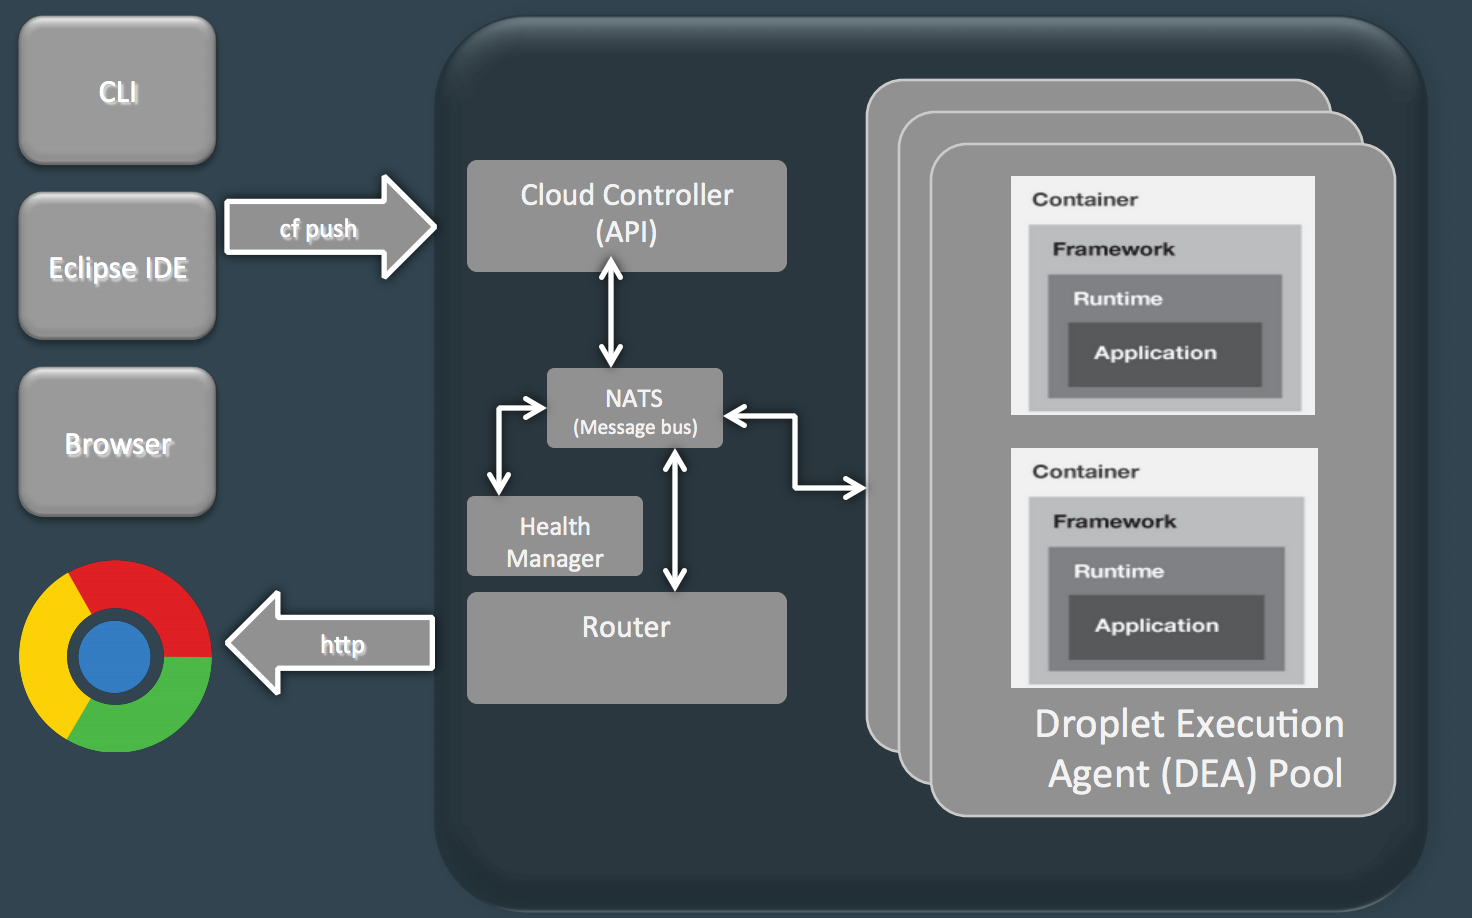 CLI
Eclipse IDE
Browser
cf push
http
Cloud Controller
(API)
NATS
(Message bus)
Health
Manager
Router
Container
Framework
Runtime
Application
Container
Framework
Runtime
Application
Droplet Execution
Agent (DEA) Pool